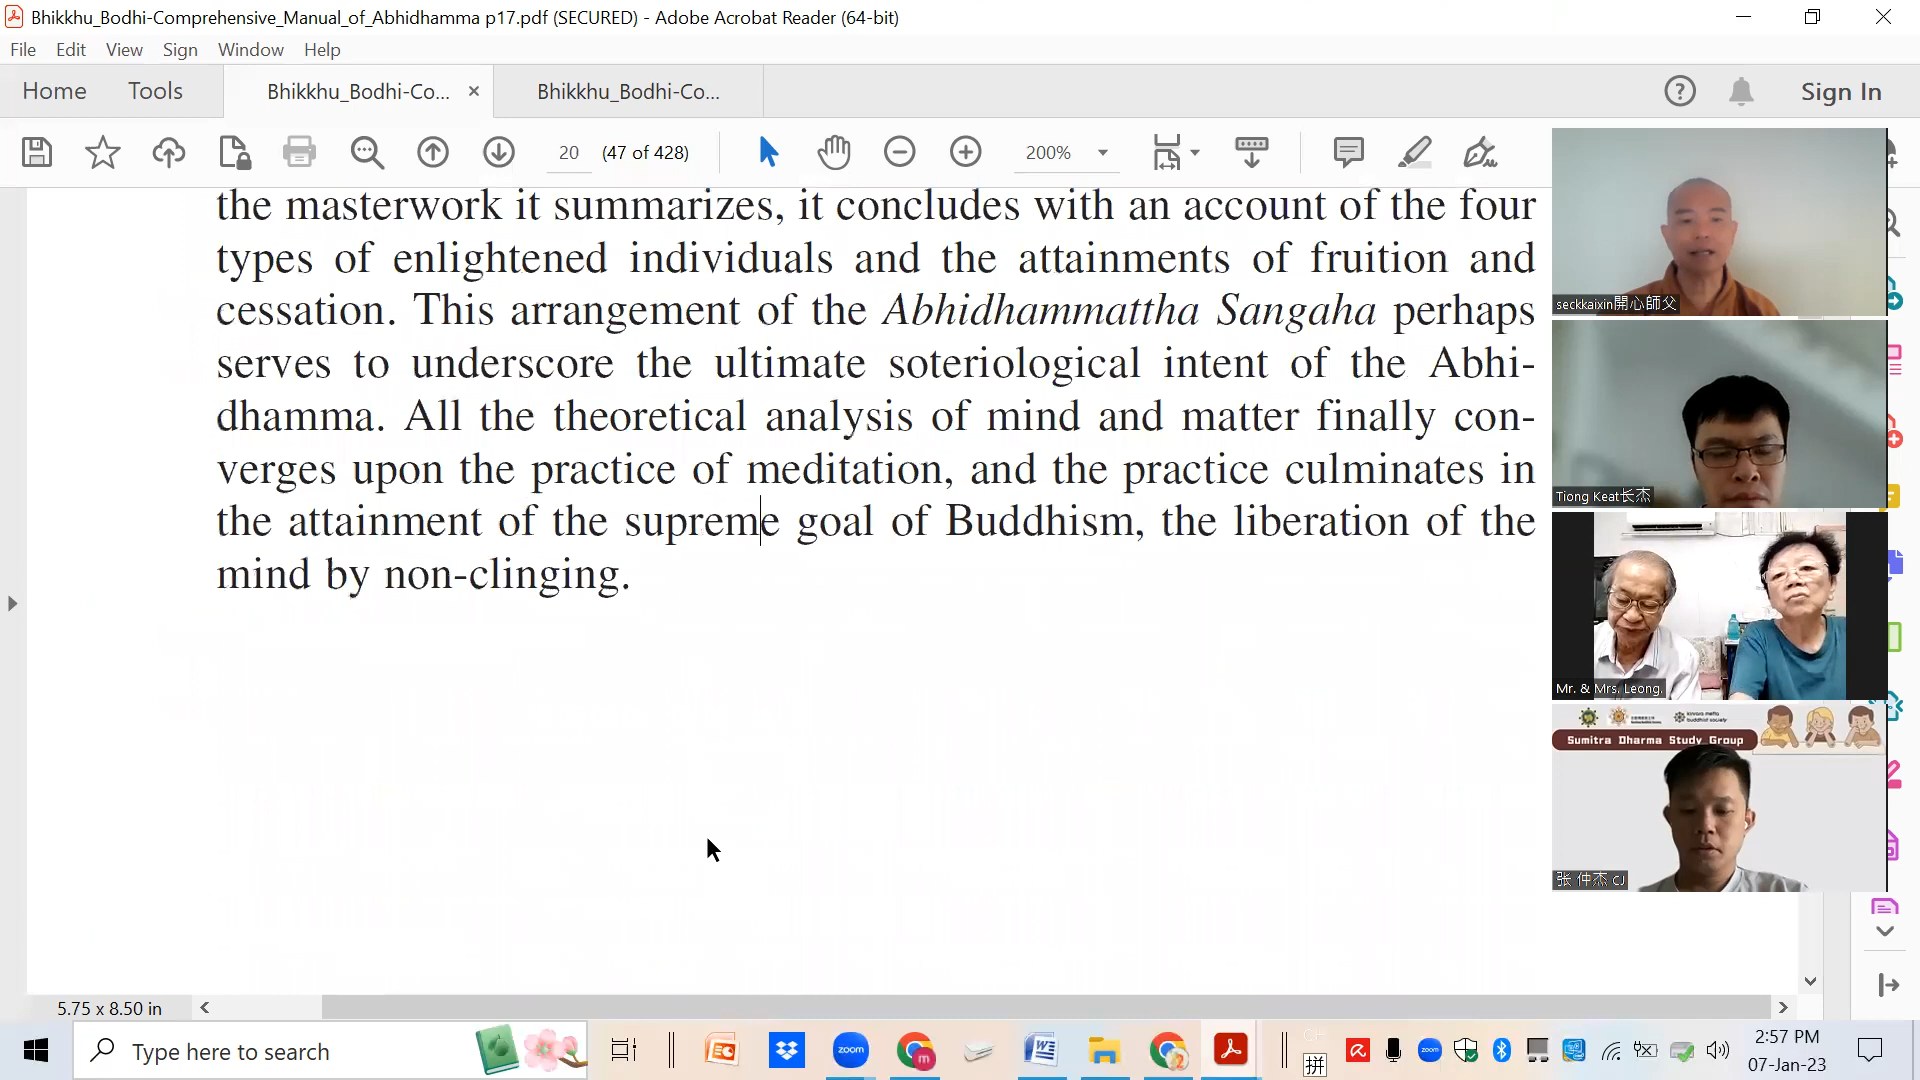 Bhikkhu_Bodhi-Comprehensive_Manual_of_Abhidhamma p17.pdf (SECURED) - Adobe Acrobat Reader (64-bit)
File Edit View Sign Window Help
Home Tools Bhikkhu_Bodhi-Co... × Bhikkhu_Bodhi-Co... Sign In
20 (47 of 428) 200%
the masterwork it summarizes, it concludes with an account of the four
types of enlightened individuals and the attainments of fruition and
cessation. This arrangement of the Abhidhammattha Sangaha perhaps
serves to underscore the ultimate soteriological intent of the Abhi-
dhamma. All the theoretical analysis of mind and matter finally con-
verges upon the practice of meditation, and the practice culminates in
the attainment of the supreme goal of Buddhism, the liberation of the
mind by non-clinging.
seckkaixin開心師父
Tiong Keat长杰
Mr. & Mrs. Leong.
Sumitra Dharma Study Group
张 仲杰 CJ
5.75 x 8.50 in
Type here to search
zoom
拼
zoom
2:57 PM
07-Jan-23